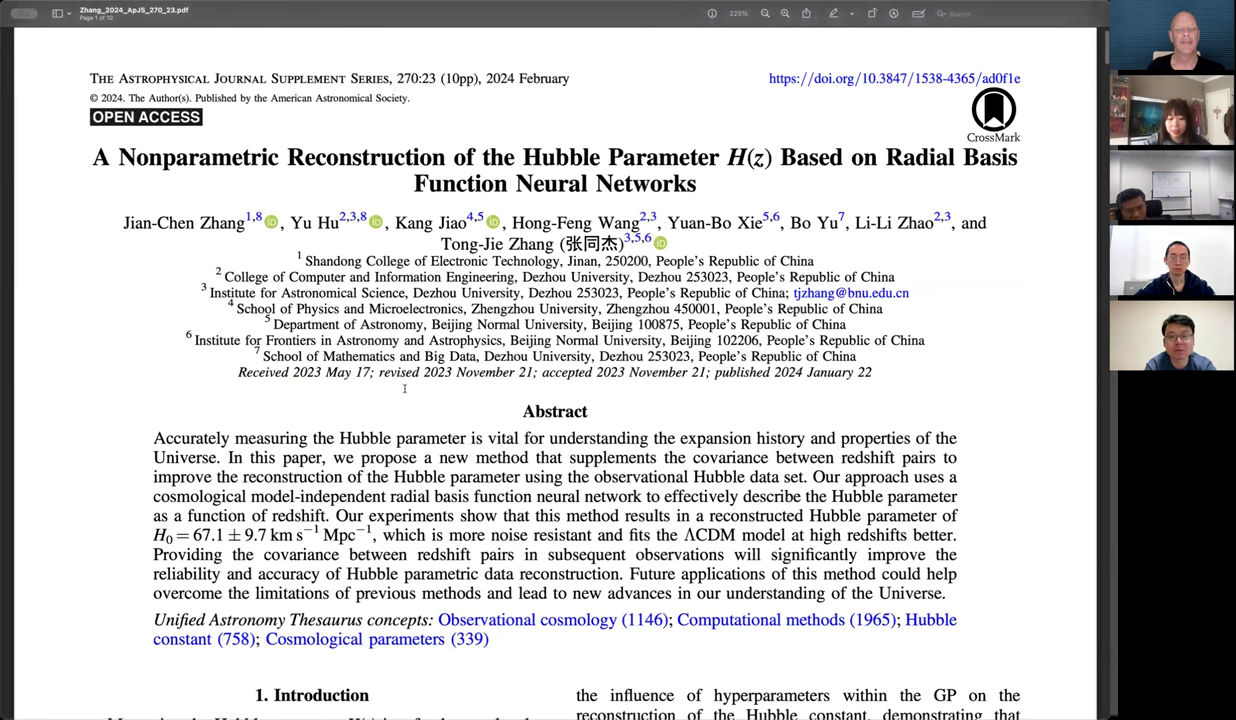 Zhang_2024_ApJS_270_23.pdf
Page 1 of 10
225%
Search
THE ASTROPHYSICAL JOURNAL SUPPLEMENT SERIES, 270:23 (10pp), 2024 February
https://doi.org/10.3847/1538-4365/ad0f1e
© 2024. The Author(s). Published by the American Astronomical Society.
OPEN ACCESS
CrossMark
A Nonparametric Reconstruction of the Hubble Parameter H(z) Based on Radial Basis
Function Neural Networks
Jian-Chen Zhang1,8, Yu Hu2,3,8, Kang Jiao4,5, Hong-Feng Wang2,3, Yuan-Bo Xie5,6, Bo Yu7, Li-Li Zhao2,3, and
Tong-Jie Zhang (张同杰)3,5,6
1 Shandong College of Electronic Technology, Jinan, 250200, People's Republic of China
2 College of Computer and Information Engineering, Dezhou University, Dezhou 253023, People's Republic of China
3 Institute for Astronomical Science, Dezhou University, Dezhou 253023, People's Republic of China; tjzhang@bnu.edu.cn
4 School of Physics and Microelectronics, Zhengzhou University, Zhengzhou 450001, People's Republic of China
5 Department of Astronomy, Beijing Normal University, Beijing 100875, People's Republic of China
6 Institute for Frontiers in Astronomy and Astrophysics, Beijing Normal University, Beijing 102206, People's Republic of China
7 School of Mathematics and Big Data, Dezhou University, Dezhou 253023, People's Republic of China
Received 2023 May 17; revised 2023 November 21; accepted 2023 November 21; published 2024 January 22
Abstract
Accurately measuring the Hubble parameter is vital for understanding the expansion history and properties of the
Universe. In this paper, we propose a new method that supplements the covariance between redshift pairs to
improve the reconstruction of the Hubble parameter using the observational Hubble data set. Our approach uses a
cosmological model-independent radial basis function neural network to effectively describe the Hubble parameter
as a function of redshift. Our experiments show that this method results in a reconstructed Hubble parameter of
H0 = 67.1 ± 9.7 km s−1 Mpc−1, which is more noise resistant and fits the ΛCDM model at high redshifts better.
Providing the covariance between redshift pairs in subsequent observations will significantly improve the
reliability and accuracy of Hubble parametric data reconstruction. Future applications of this method could help
overcome the limitations of previous methods and lead to new advances in our understanding of the Universe.
Unified Astronomy Thesaurus concepts: Observational cosmology (1146); Computational methods (1965); Hubble
constant (758); Cosmological parameters (339)
1. Introduction
the influence of hyperparameters within the GP on the
reconstruction of the Hubble constant, demonstrating that